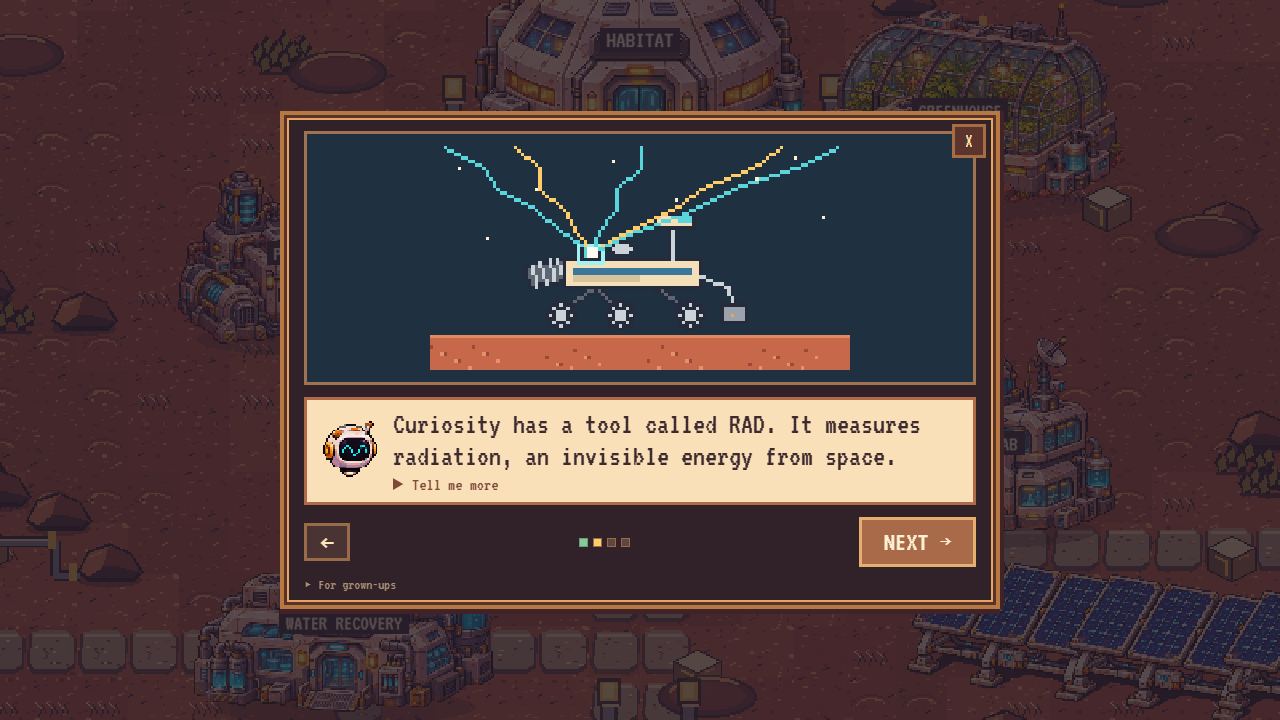 HABITAT
GREENHOUSE
X
Curiosity has a tool called RAD. It measures
radiation, an invisible energy from space.
▶ Tell me more
← NEXT →
▸ For grown-ups
WATER RECOVERY